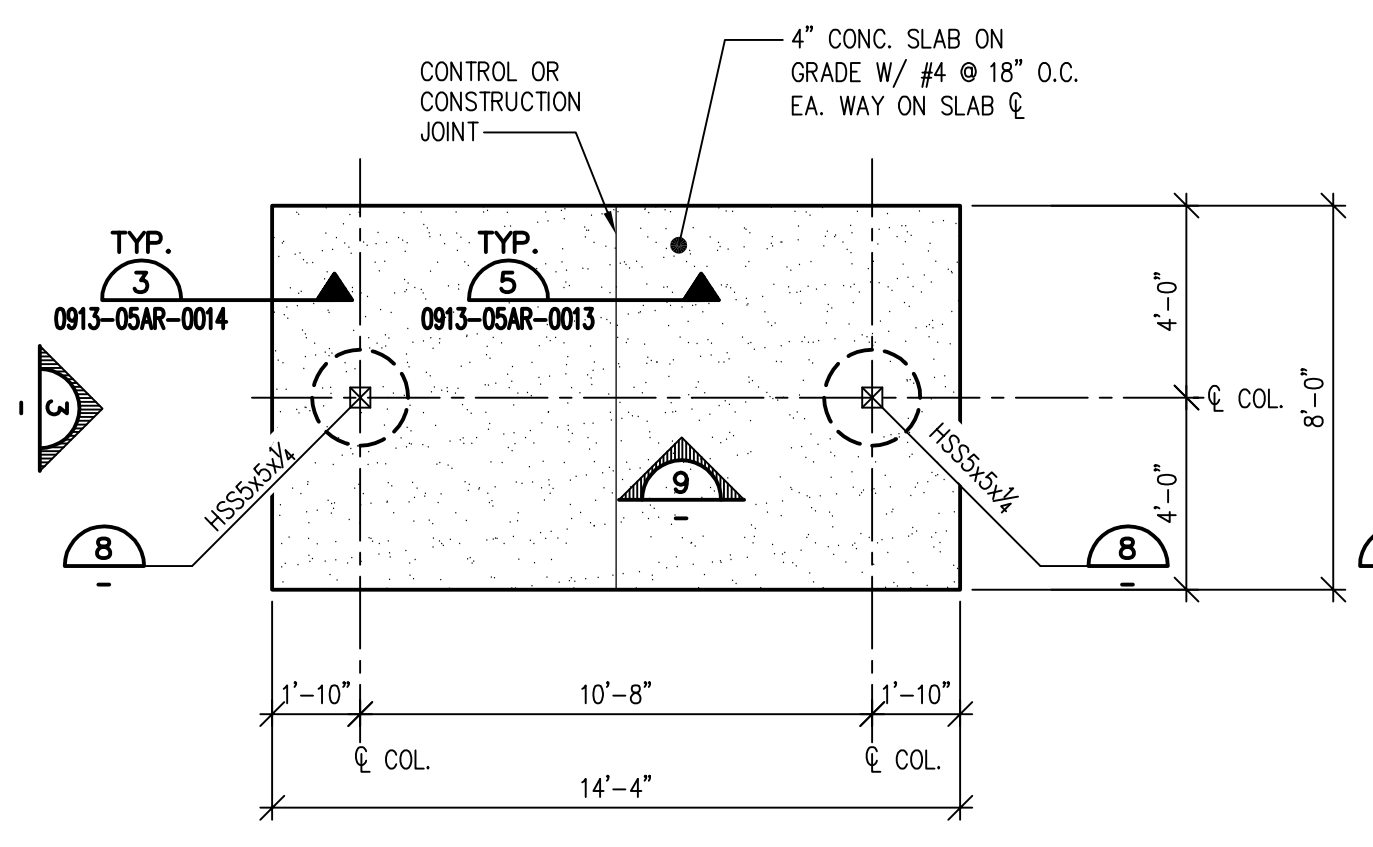 4” CONC. SLAB ON
GRADE W/ #4 @ 18” O.C.
EA. WAY ON SLAB ℄
CONTROL OR
CONSTRUCTION
JOINT
TYP.
3
0913-05AR-0014
TYP.
5
0913-05AR-0013
3
-
HSS5x5x¼
8
-
9
-
HSS5x5x¼
8
-
4'-0”
℄ COL.
8'-0”
4'-0”
1'-10”
10'-8”
1'-10”
℄ COL.
℄ COL.
14'-4”